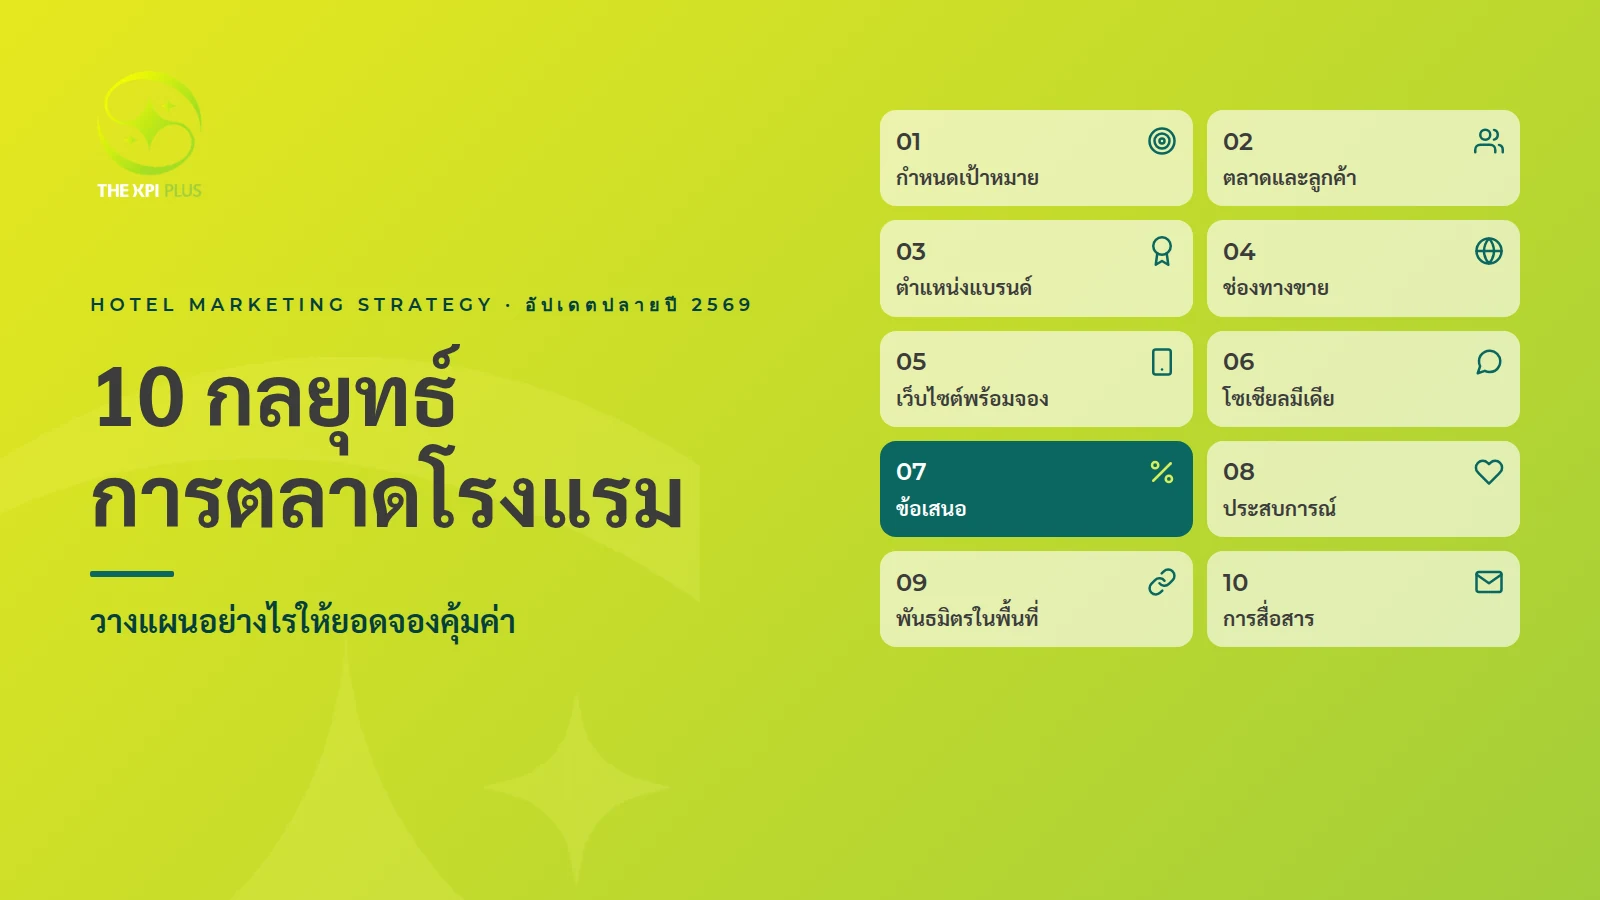 THE XPI PLUS
HOTEL MARKETING STRATEGY · อัปเดตปลายปี 2569
10 กลยุทธ์
การตลาดโรงแรม
วางแผนอย่างไรให้ยอดจองคุ้มค่า
01
กำหนดเป้าหมาย
02
ตลาดและลูกค้า
03
ตำแหน่งแบรนด์
04
ช่องทางขาย
05
เว็บไซต์พร้อมจอง
06
โซเชียลมีเดีย
07
ข้อเสนอ
08
ประสบการณ์
09
พันธมิตรในพื้นที่
10
การสื่อสาร